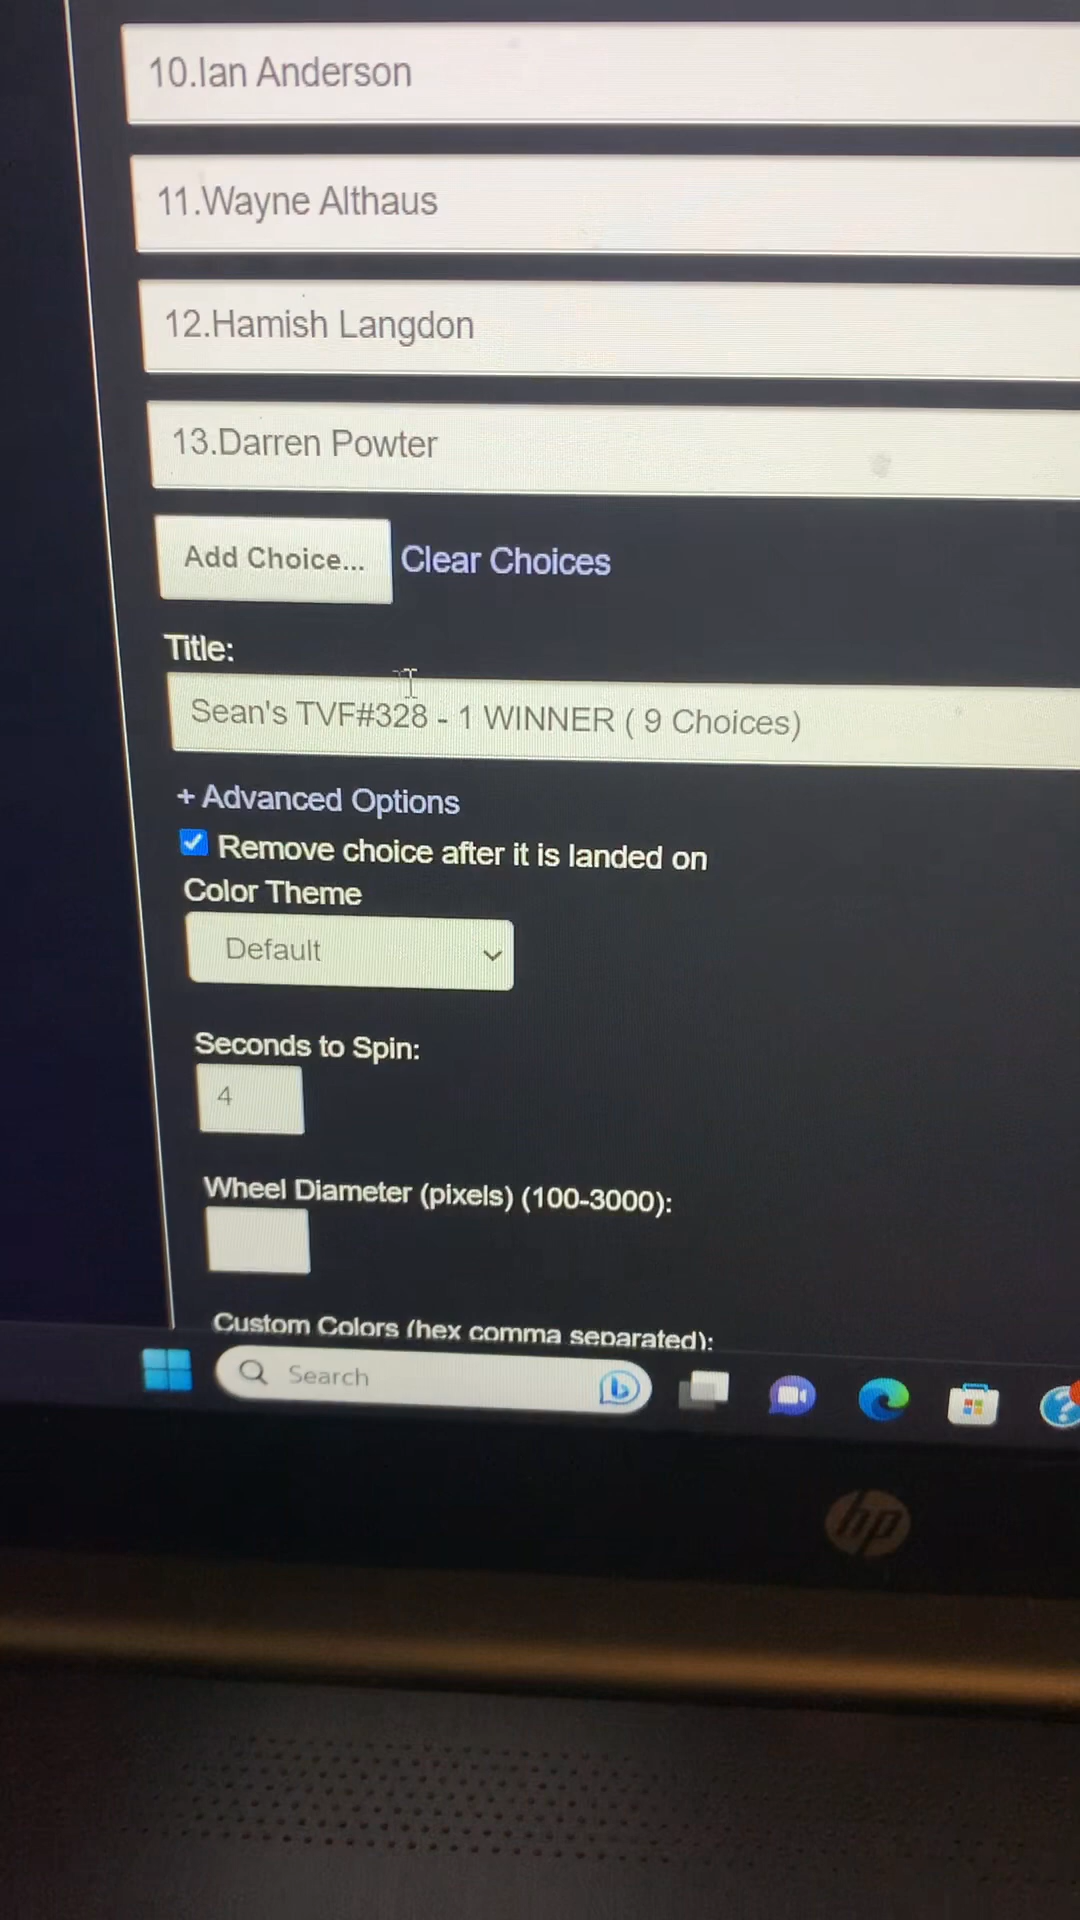 10.Ian Anderson
11.Wayne Althaus
12.Hamish Langdon
13.Darren Powter
Add Choice... Clear Choices
Title:
Sean's TVF#328 - 1 WINNER ( 9 Choices)
+ Advanced Options
Remove choice after it is landed on
Color Theme
Default
Seconds to Spin:
4
Wheel Diameter (pixels) (100-3000):
Custom Colors (hex comma separated):
Search
hp